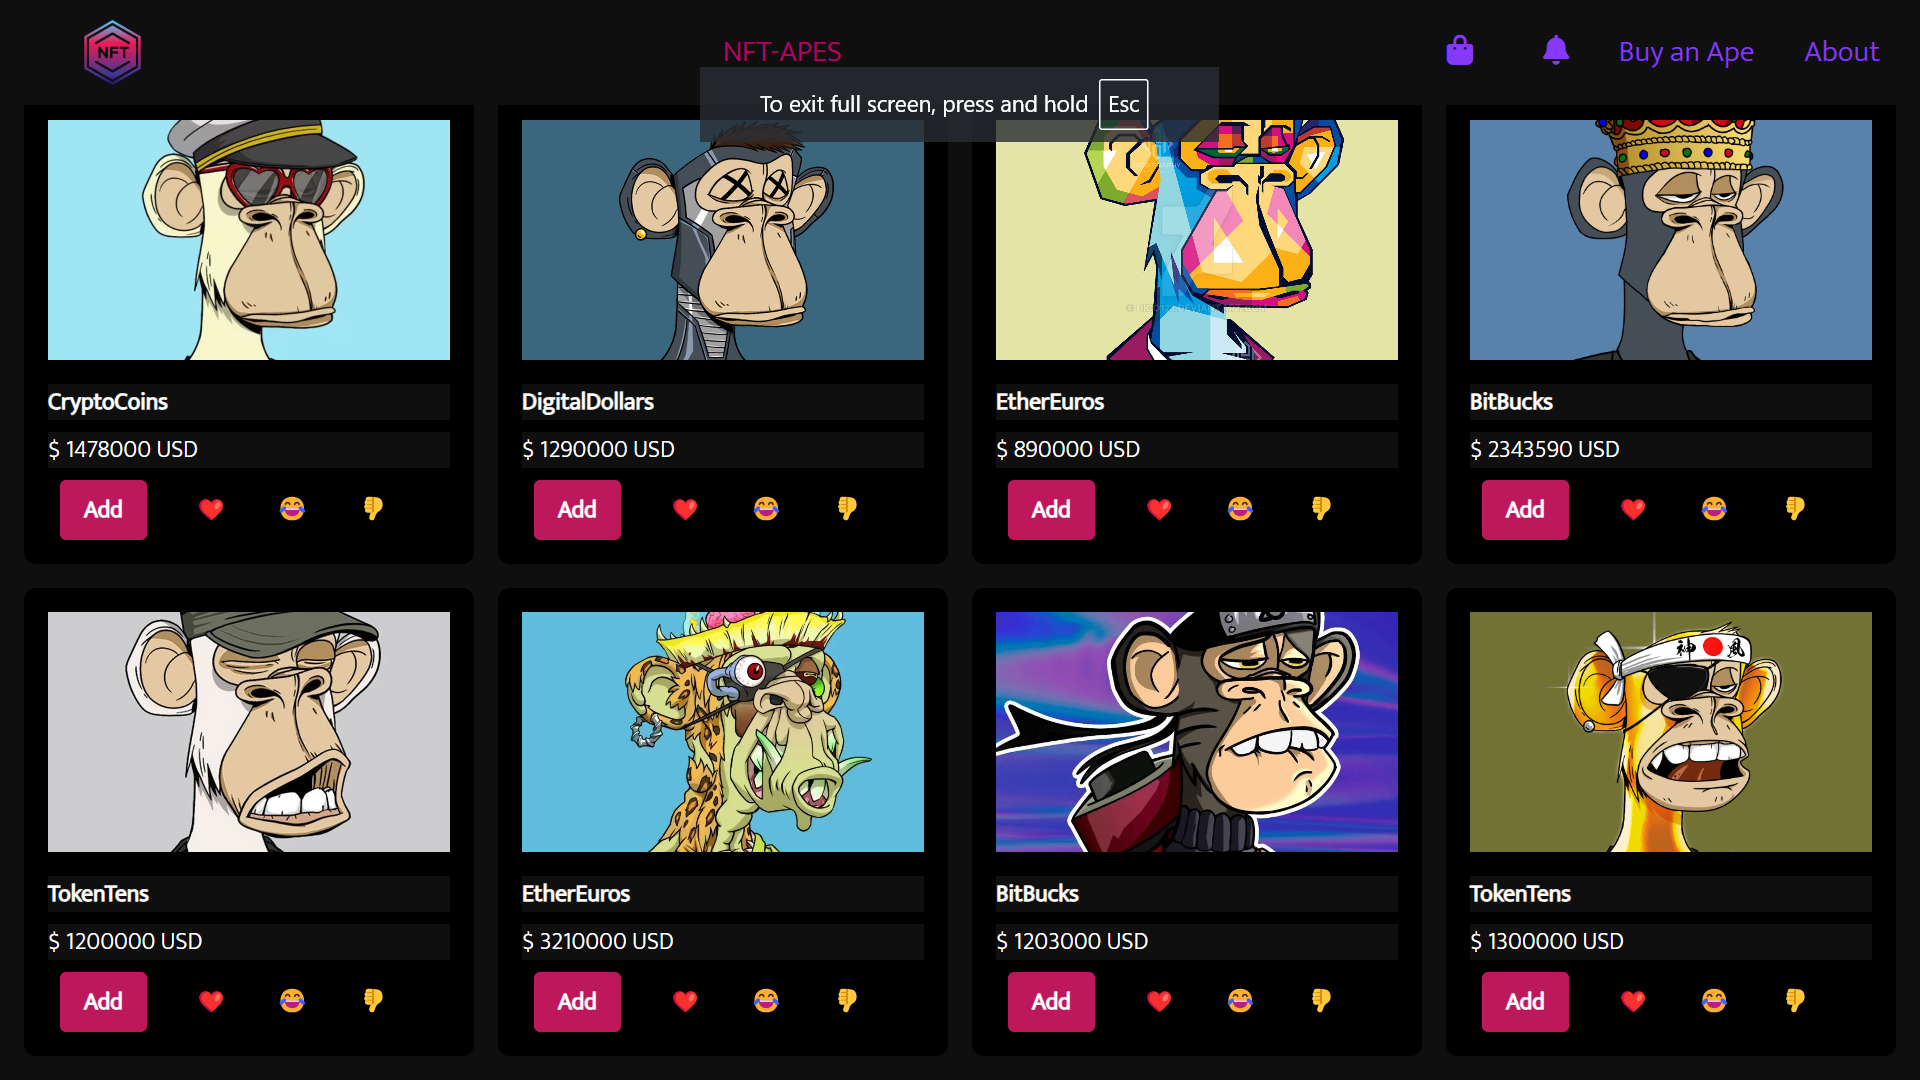 NFT
NFT-APES
Buy an Ape
About
To exit full screen, press and hold Esc
CryptoCoins
$ 1478000 USD
Add
DigitalDollars
$ 1290000 USD
Add
EtherEuros
$ 890000 USD
Add
BitBucks
$ 2343590 USD
Add
神 風
TokenTens
$ 1200000 USD
Add
EtherEuros
$ 3210000 USD
Add
BitBucks
$ 1203000 USD
Add
TokenTens
$ 1300000 USD
Add